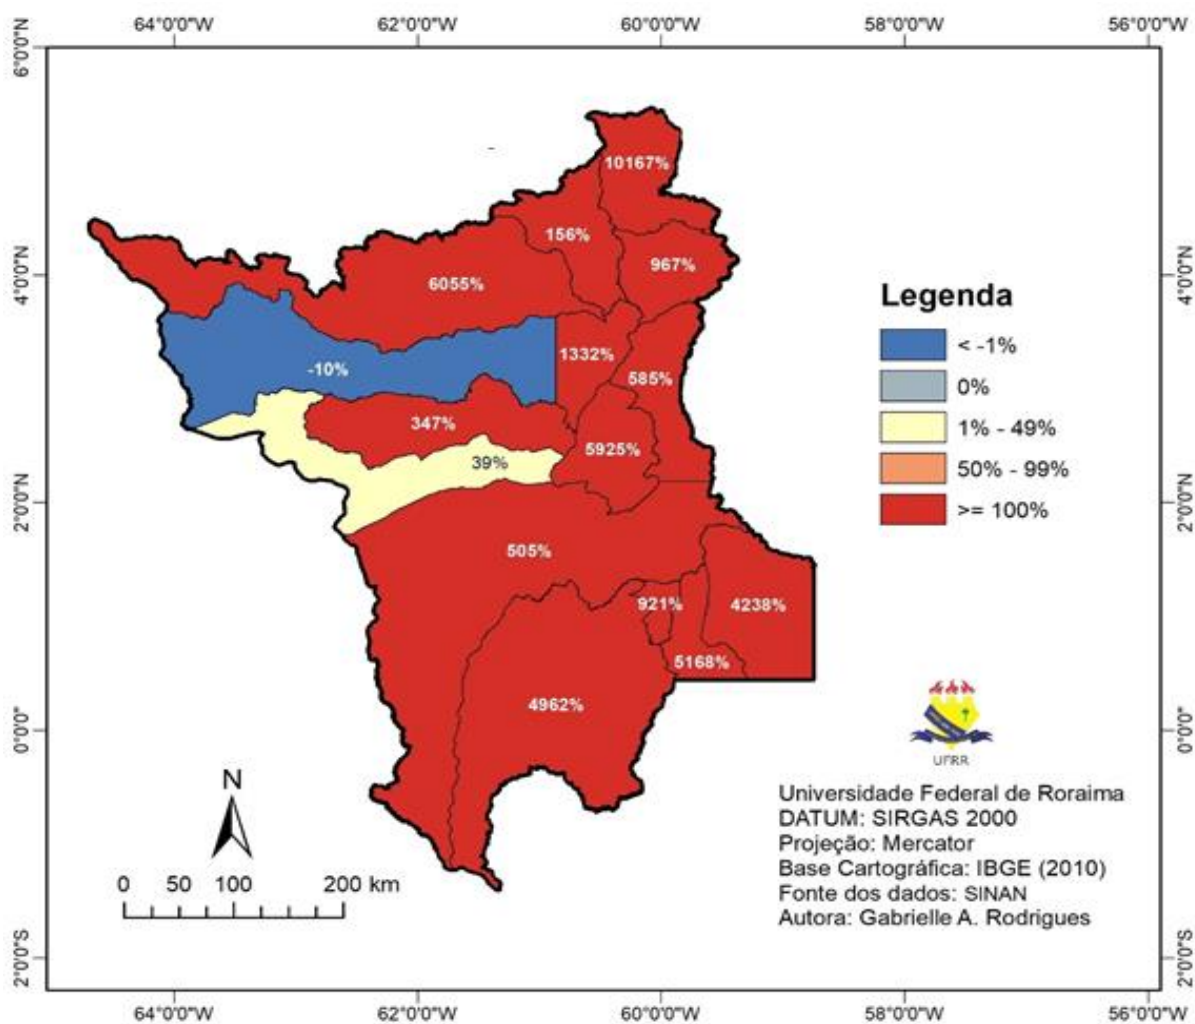 64°0'0"W 62°0'0"W 60°0'0"W 58°0'0"W 56°0'0"W
6°0'0"N
4°0'0"N
2°0'0"N
0°0'0"
2°0'0"S
10167%
156%
967%
6055%
1332%
-10%
585%
347%
5925%
39%
505%
921%
4238%
5168%
4962%
Legenda
< -1%
0%
1% - 49%
50% - 99%
>= 100%
UFRR
N
0 50 100 200 km
Universidade Federal de Roraima
DATUM: SIRGAS 2000
Projeção: Mercator
Base Cartográfica: IBGE (2010)
Fonte dos dados: SINAN
Autora: Gabrielle A. Rodrigues
4°0'0"N
2°0'0"N
0°0'0"
2°0'0"S
64°0'0"W 62°0'0"W 60°0'0"W 58°0'0"W 56°0'0"W